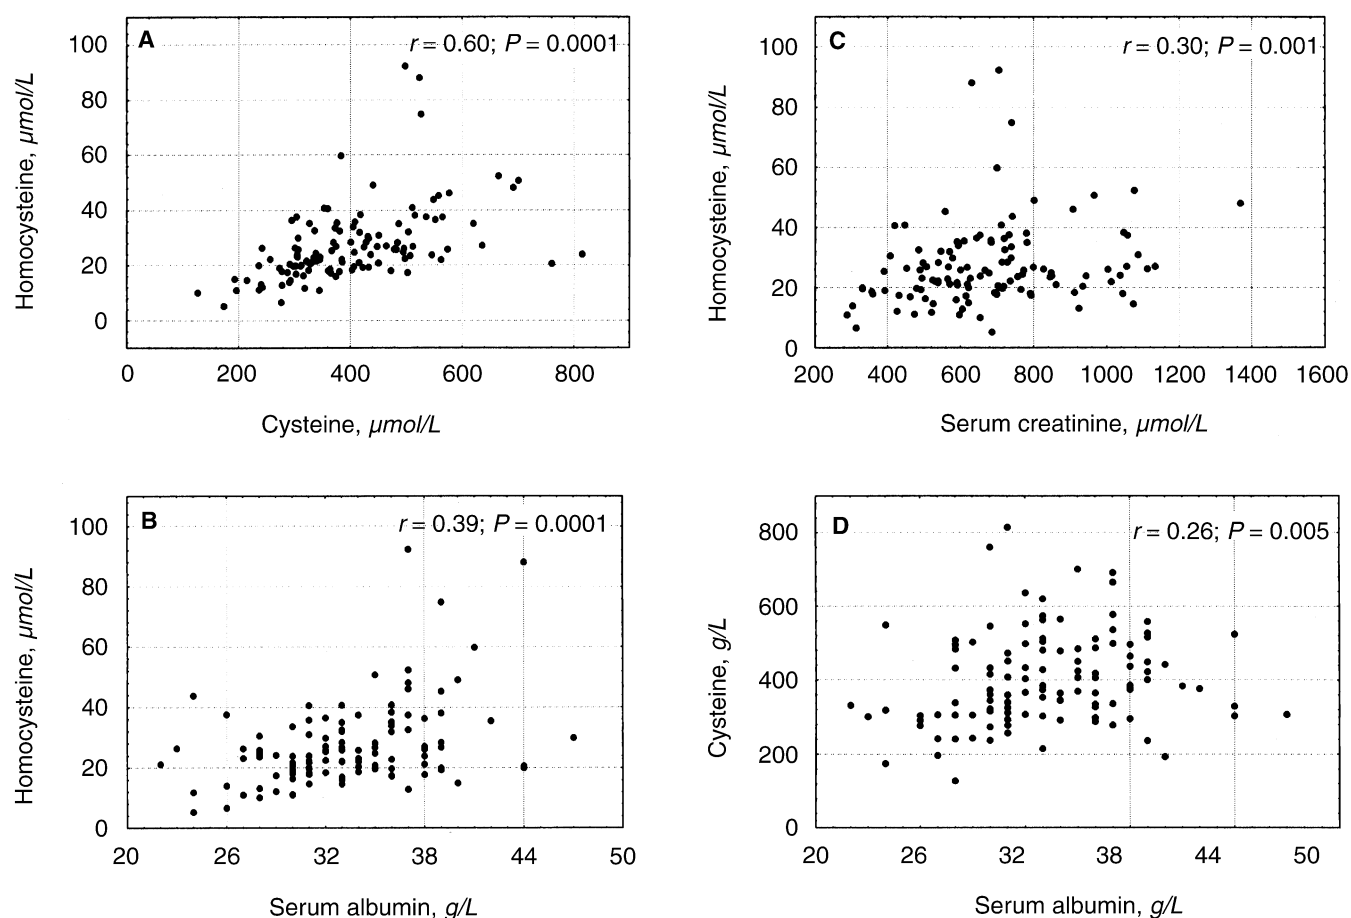 A
r = 0.60; P = 0.0001
Homocysteine, µmol/L
100
80
60
40
20
0
0 200 400 600 800
Cysteine, µmol/L
C
r = 0.30; P = 0.001
Homocysteine, µmol/L
100
80
60
40
20
0
200 400 600 800 1000 1200 1400 1600
Serum creatinine, µmol/L
B
r = 0.39; P = 0.0001
Homocysteine, µmol/L
100
80
60
40
20
0
20 26 32 38 44 50
Serum albumin, g/L
D
r = 0.26; P = 0.005
Cysteine, g/L
800
600
400
200
0
20 26 32 38 44 50
Serum albumin, g/L